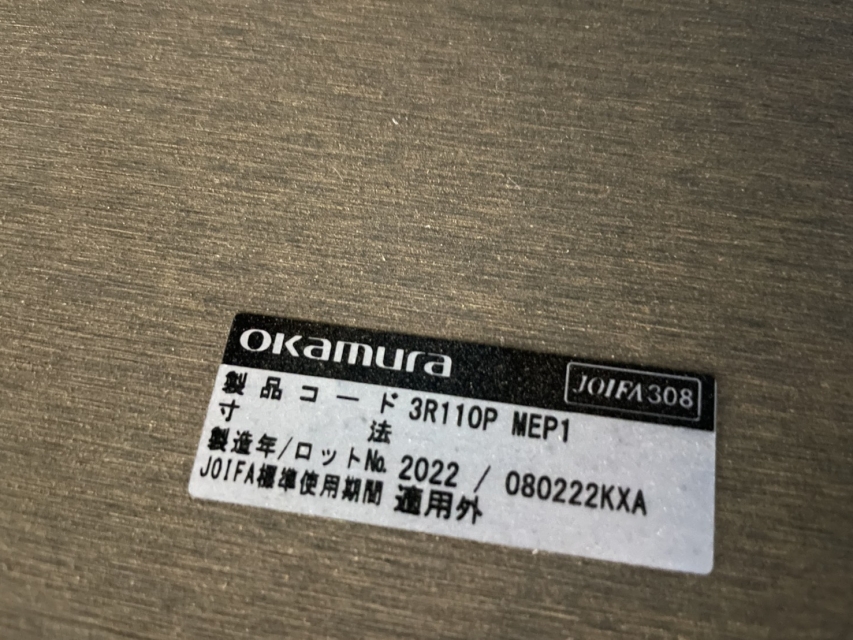 okamura
JOIFA308
製品コード 3R110P MEP1
寸法
製造年/ロット№ 2022 / 080222KXA
JOIFA標準使用期間 適用外